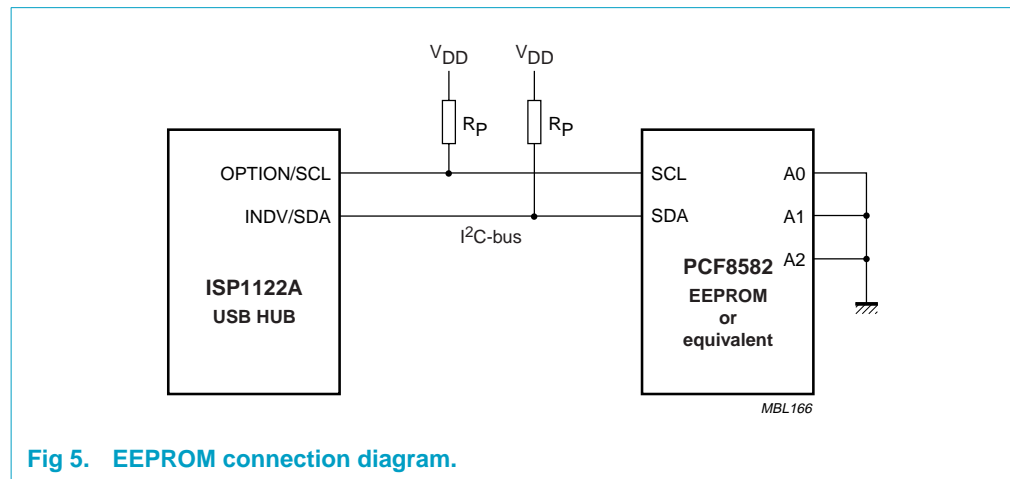 VDD VDD
RP RP
OPTION/SCL
INDV/SDA
I2C-bus
ISP1122A
USB HUB
SCL
SDA
A0
A1
A2
PCF8582
EEPROM
or
equivalent
MBL166
Fig 5. EEPROM connection diagram.